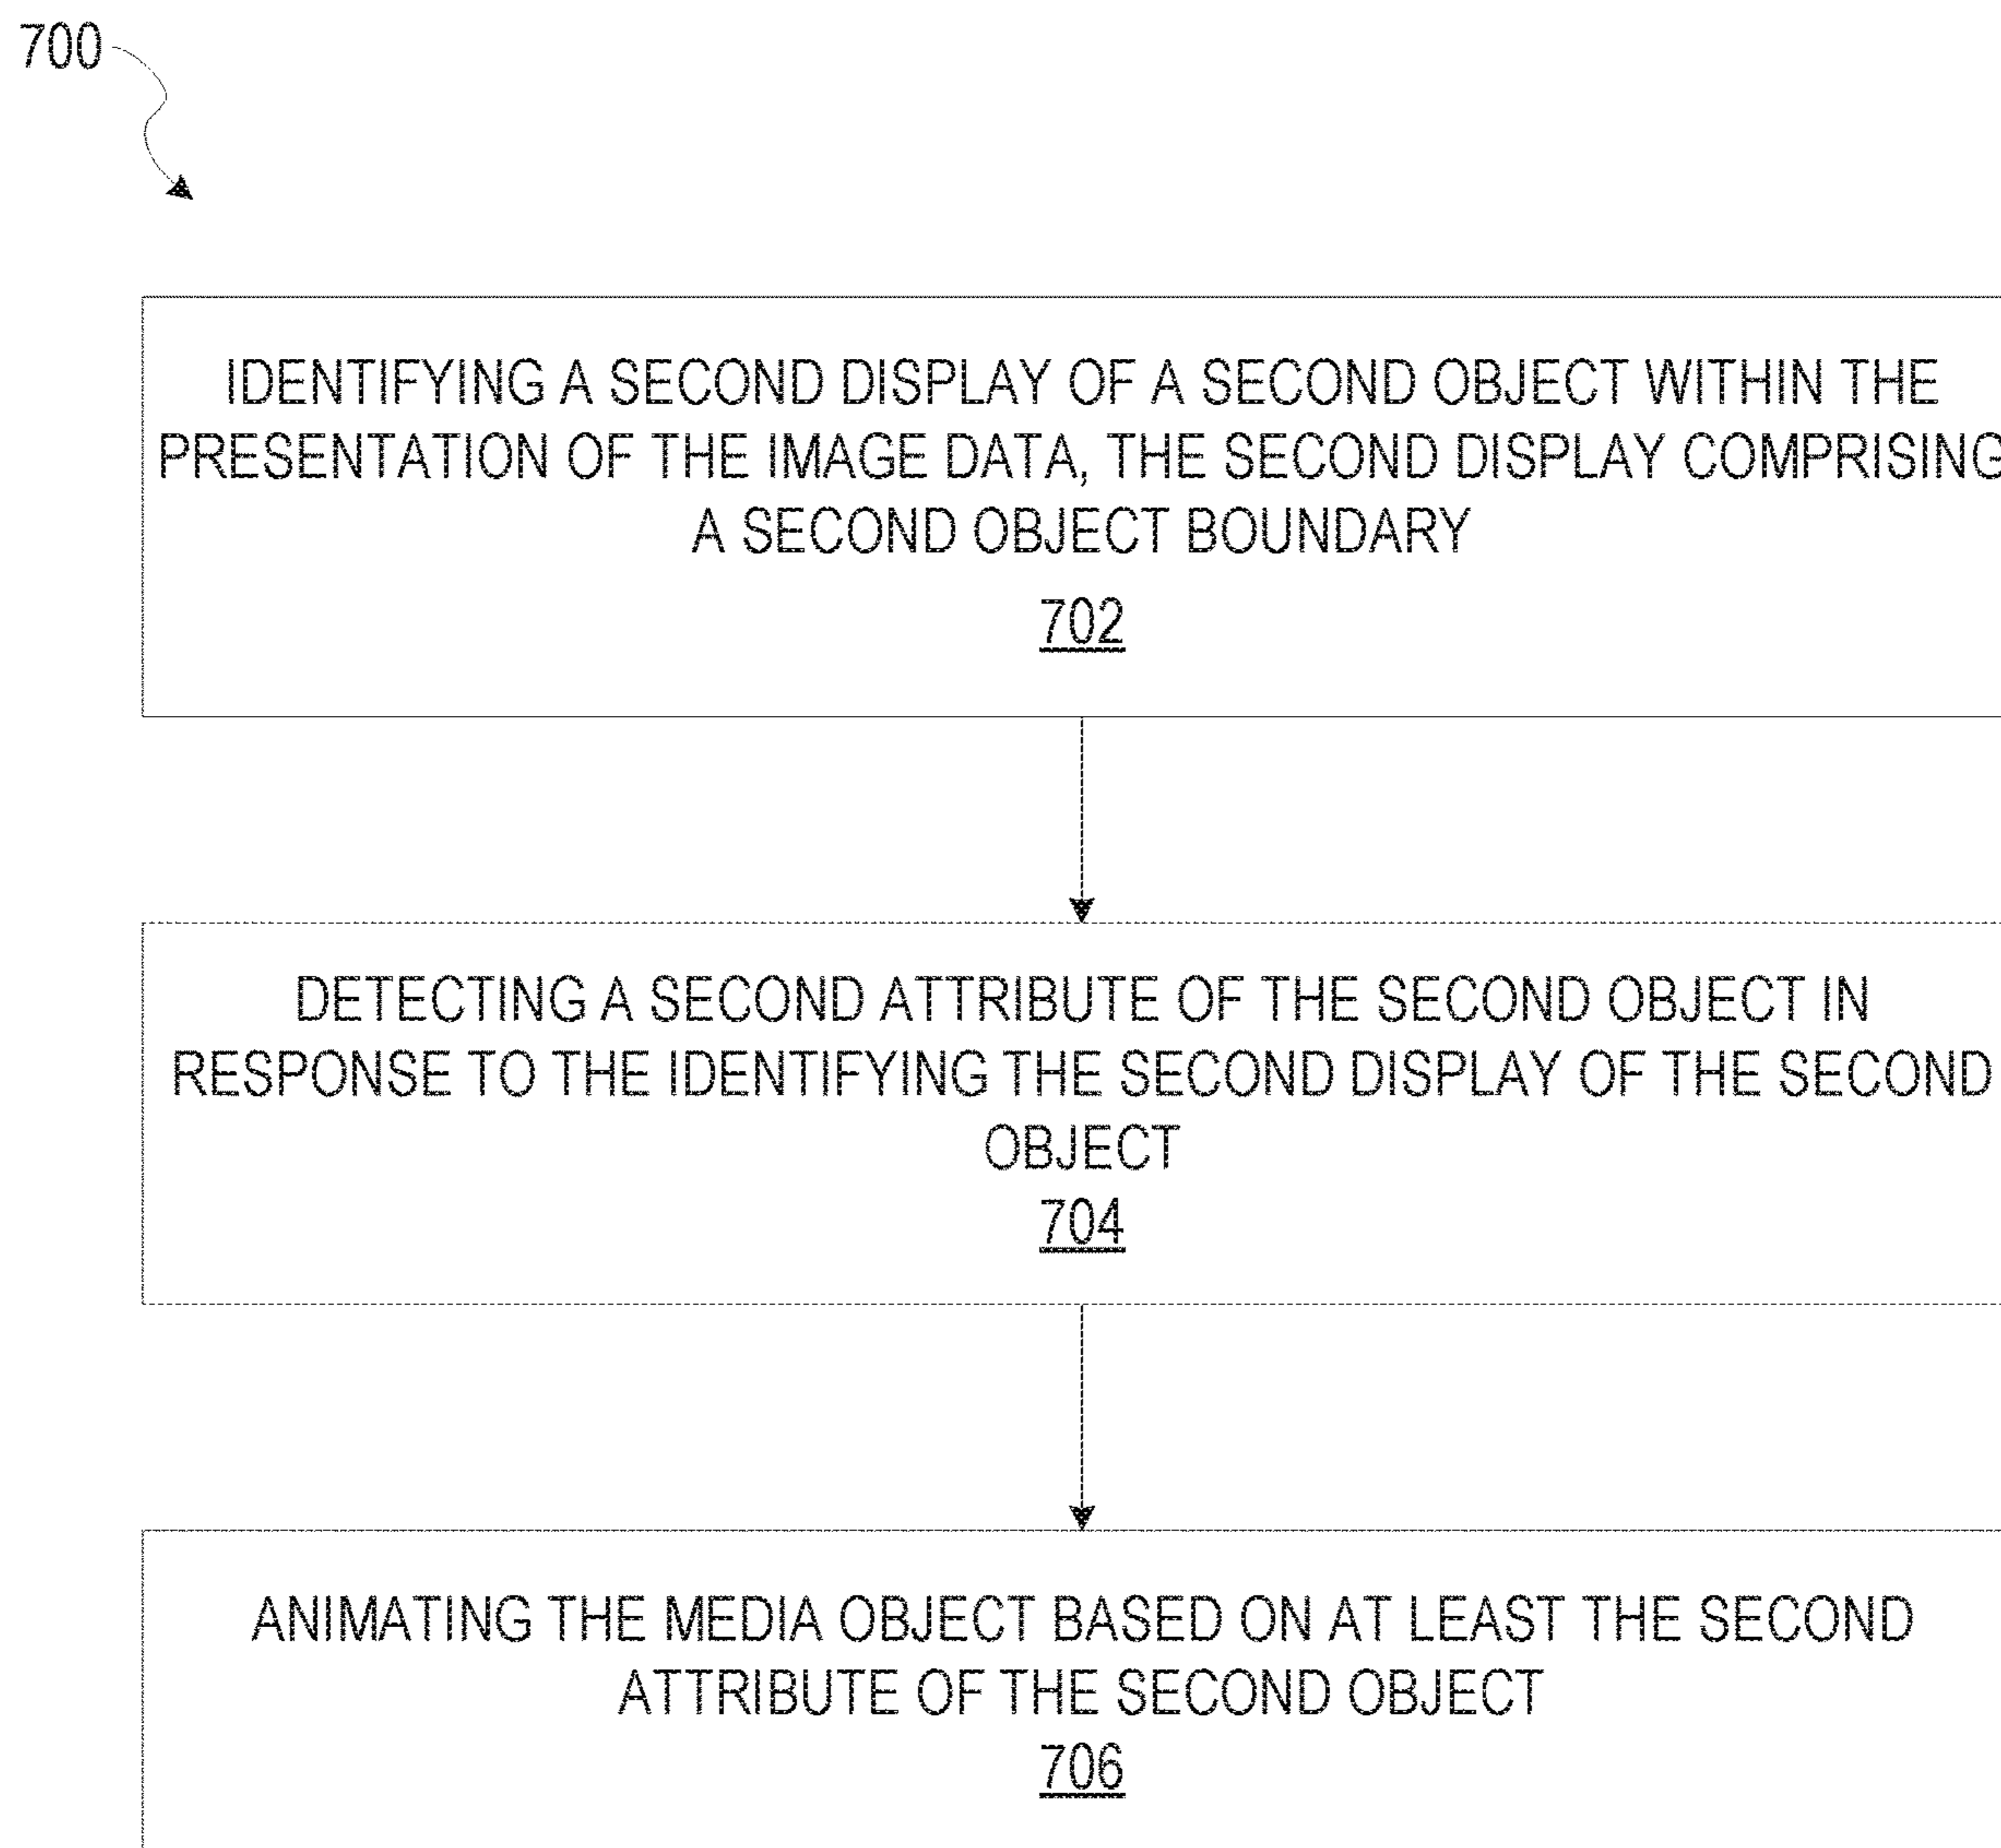 700
IDENTIFYING A SECOND DISPLAY OF A SECOND OBJECT WITHIN THE
PRESENTATION OF THE IMAGE DATA, THE SECOND DISPLAY COMPRISING
A SECOND OBJECT BOUNDARY
702
DETECTING A SECOND ATTRIBUTE OF THE SECOND OBJECT IN
RESPONSE TO THE IDENTIFYING THE SECOND DISPLAY OF THE SECOND
OBJECT
704
ANIMATING THE MEDIA OBJECT BASED ON AT LEAST THE SECOND
ATTRIBUTE OF THE SECOND OBJECT
706